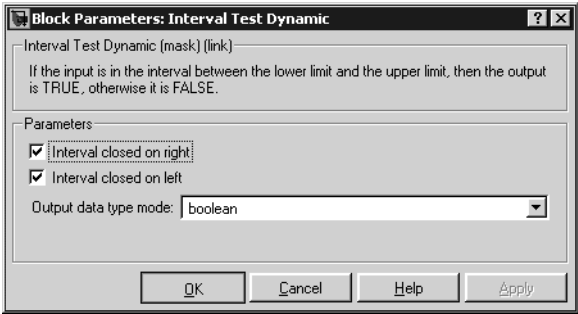 Block Parameters: Interval Test Dynamic
Interval Test Dynamic (mask) (link)
If the input is in the interval between the lower limit and the upper limit, then the output
is TRUE, otherwise it is FALSE.
Parameters
Interval closed on right
Interval closed on left
Output data type mode: boolean
OK Cancel Help Apply